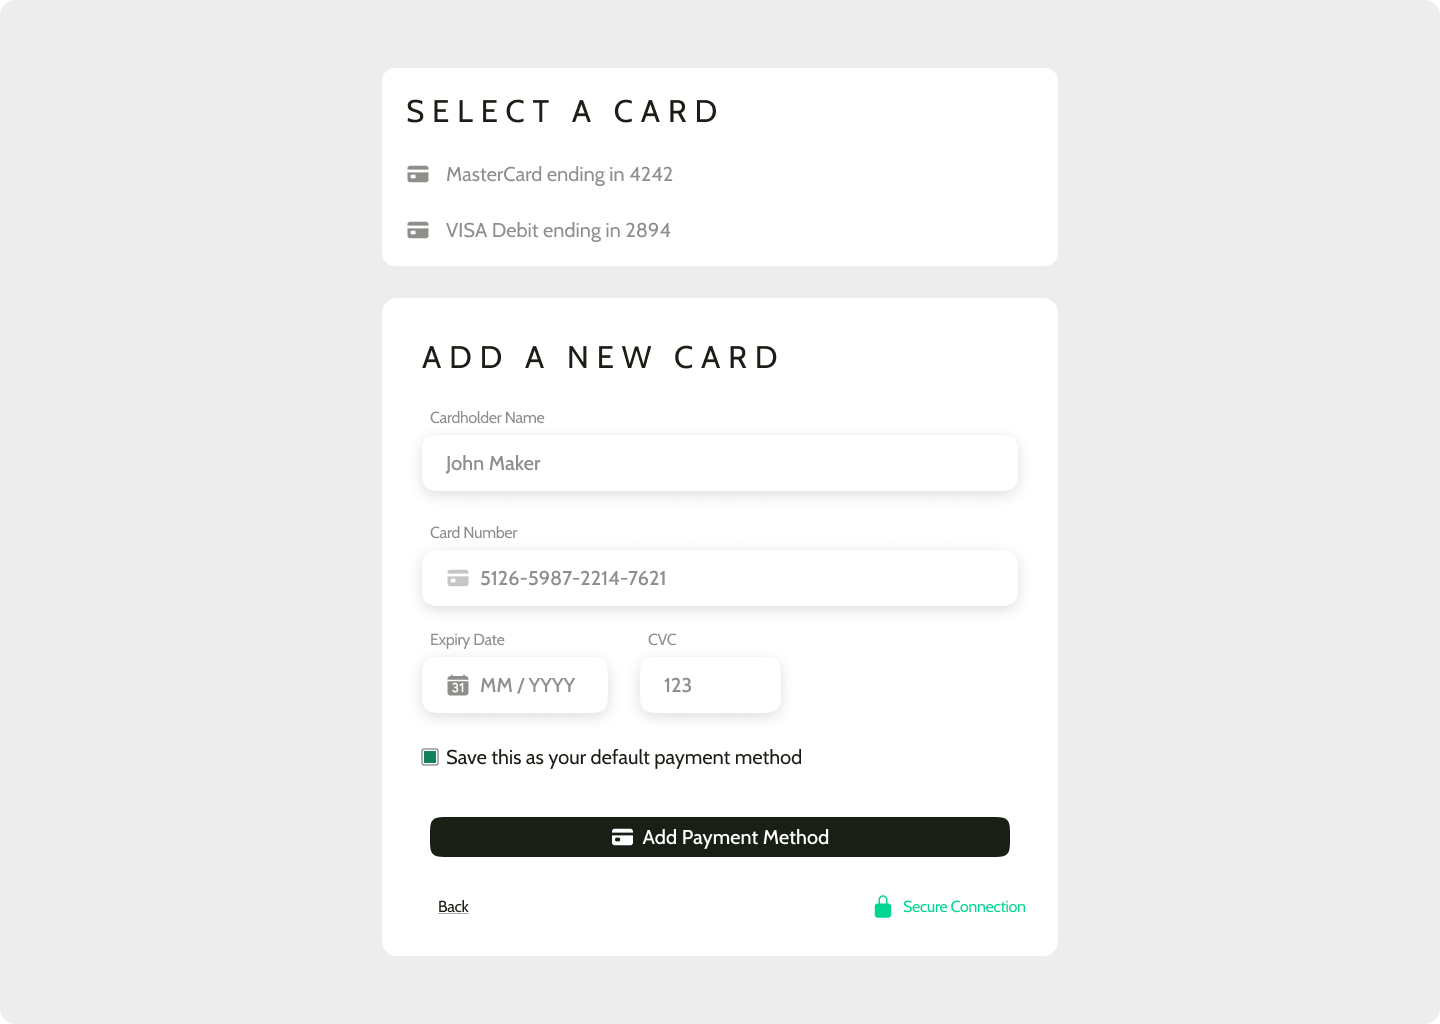 SELECT A CARD
MasterCard ending in 4242
VISA Debit ending in 2894
ADD A NEW CARD
Cardholder Name
John Maker
Card Number
5126-5987-2214-7621
Expiry Date
CVC
31 MM / YYYY
123
Save this as your default payment method
Add Payment Method
Back
Secure Connection